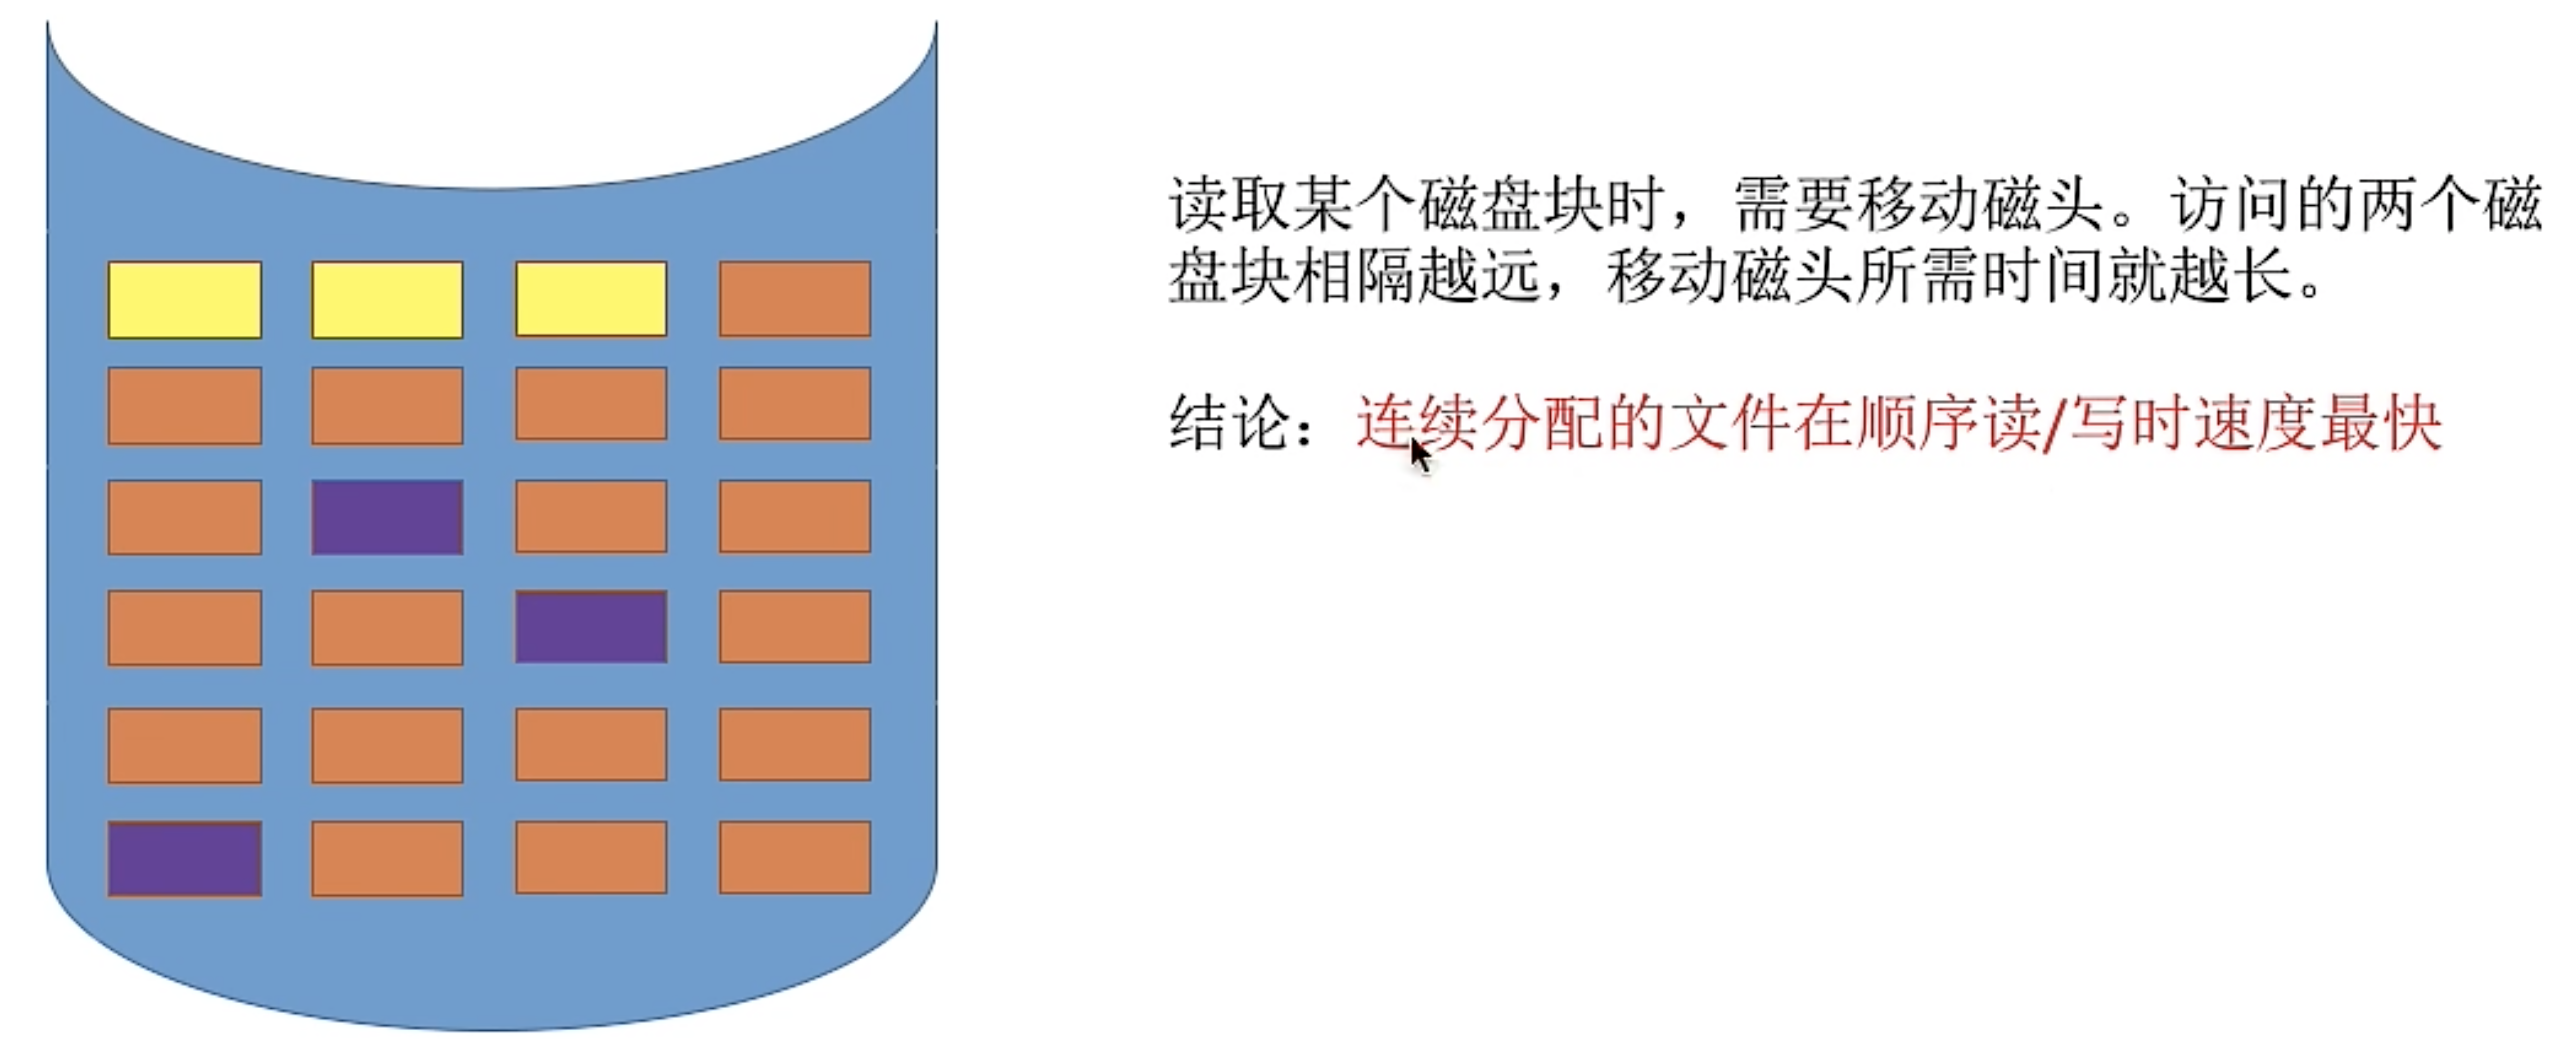 读取某个磁盘块时，需要移动磁头。访问的两个磁
盘块相隔越远，移动磁头所需时间就越长。
结论：连续分配的文件在顺序读/写时速度最快